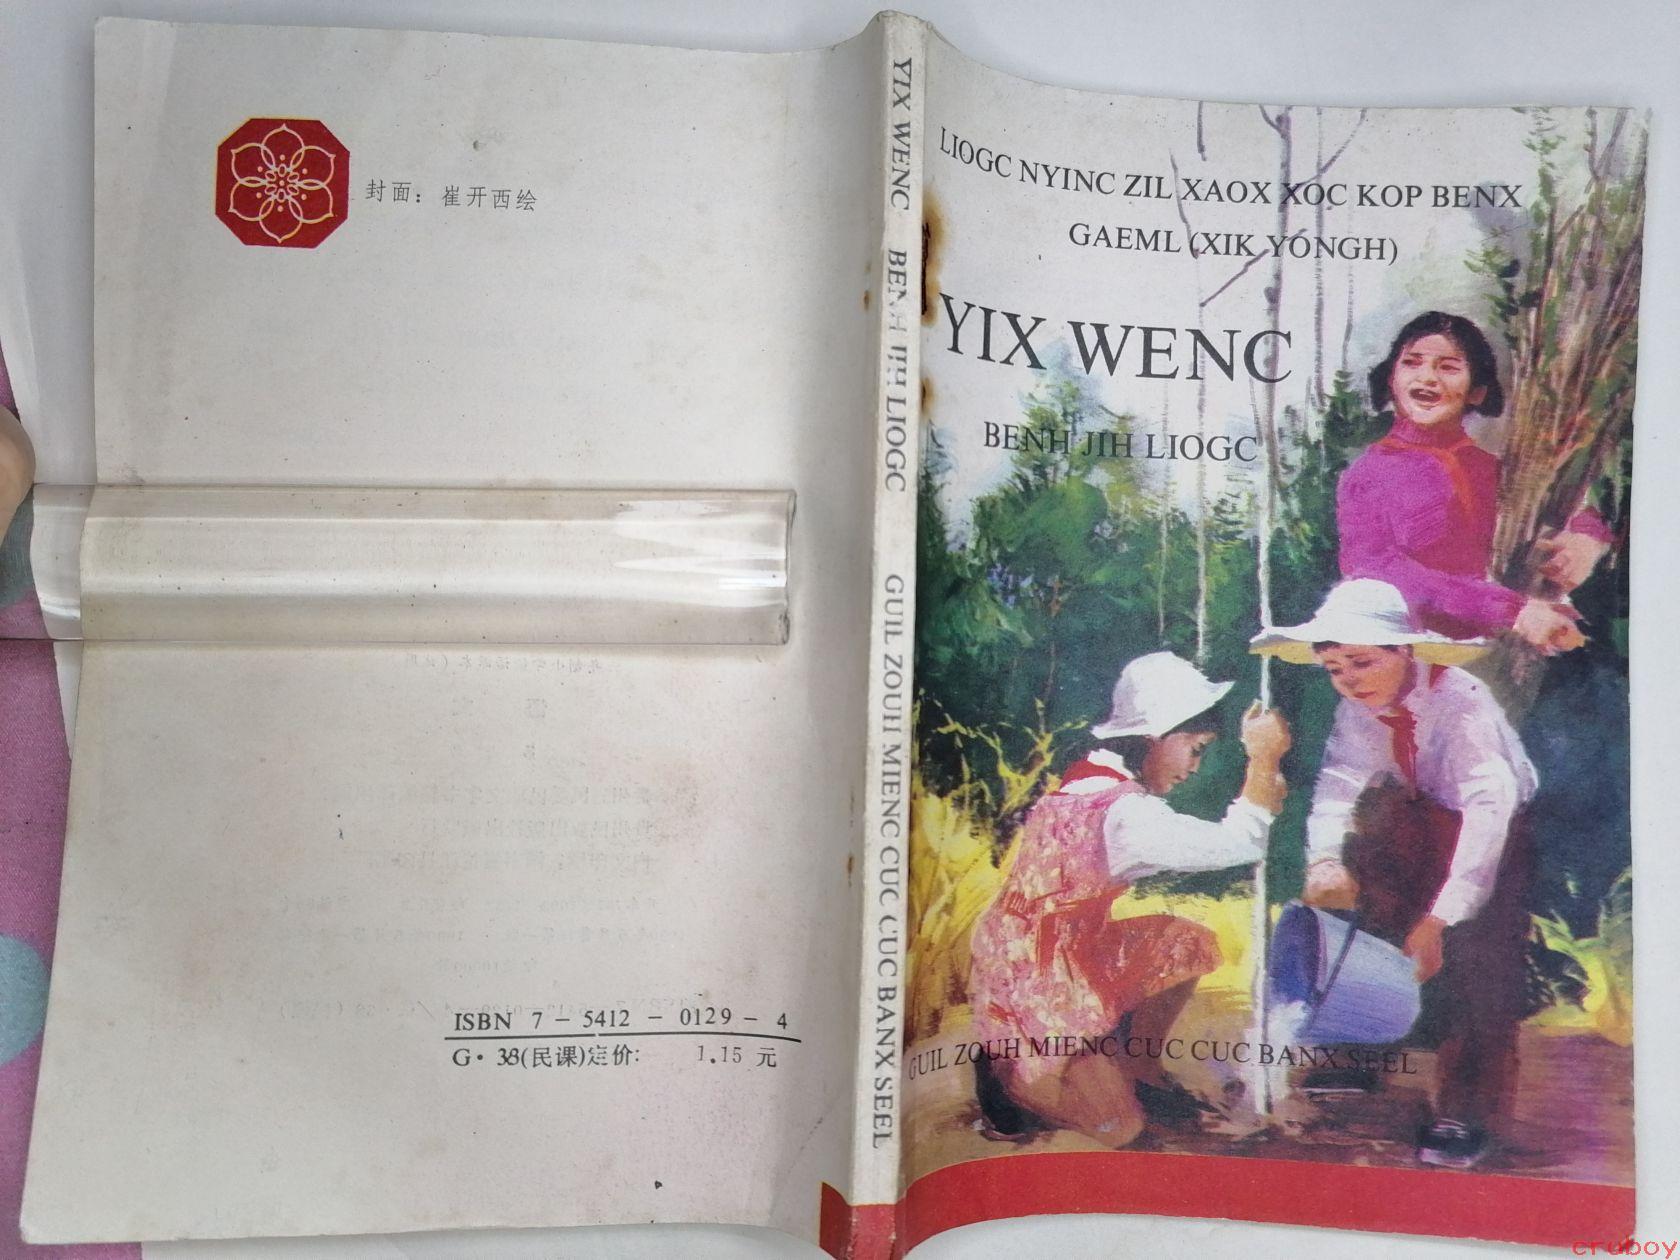 封面：崔开西绘
ISBN 7 – 5412 – 0129 – 4
G·38(民课)定价: 1.15 元
YIX WENC BENH JIH LIOGC GUIL ZOUH MIENC CUC CUC BANX SEEL
LIOGC NYINC ZIL XAOX XOC KOP BENX
GAEML (XIK YONGH)
YIX WENC
BENH JIH LIOGC
GUIL ZOUH MIENC CUC CUC BANX SEEL
cruboy